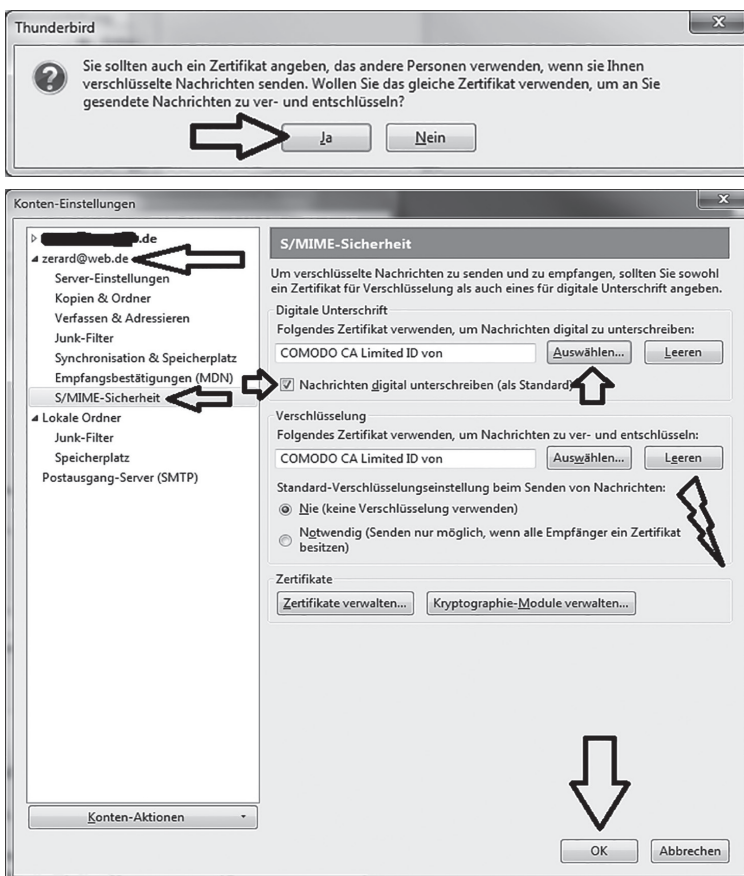 Thunderbird
Sie sollten auch ein Zertifikat angeben, das andere Personen verwenden, wenn sie Ihnen
verschlüsselte Nachrichten senden. Wollen Sie das gleiche Zertifikat verwenden, um an Sie
gesendete Nachrichten zu ver- und entschlüsseln?
Ja
Nein
Konten-Einstellungen
.de
zerard@web.de
Server-Einstellungen
Kopien & Ordner
Verfassen & Adressieren
Junk-Filter
Synchronisation & Speicherplatz
Empfangsbestätigungen (MDN)
S/MIME-Sicherheit
Lokale Ordner
Junk-Filter
Speicherplatz
Postausgang-Server (SMTP)
Konten-Aktionen
S/MIME-Sicherheit
Um verschlüsselte Nachrichten zu senden und zu empfangen, sollten Sie sowohl
ein Zertifikat für Verschlüsselung als auch eines für digitale Unterschrift angeben.
Digitale Unterschrift
Folgendes Zertifikat verwenden, um Nachrichten digital zu unterschreiben:
COMODO CA Limited ID von
Auswählen...
Leeren
Nachrichten digital unterschreiben (als Standard)
Verschlüsselung
Folgendes Zertifikat verwenden, um Nachrichten zu ver- und entschlüsseln:
COMODO CA Limited ID von
Auswählen...
Leeren
Standard-Verschlüsselungseinstellung beim Senden von Nachrichten:
Nie (keine Verschlüsselung verwenden)
Notwendig (Senden nur möglich, wenn alle Empfänger ein Zertifikat
besitzen)
Zertifikate
Zertifikate verwalten...
Kryptographie-Module verwalten...
OK
Abbrechen